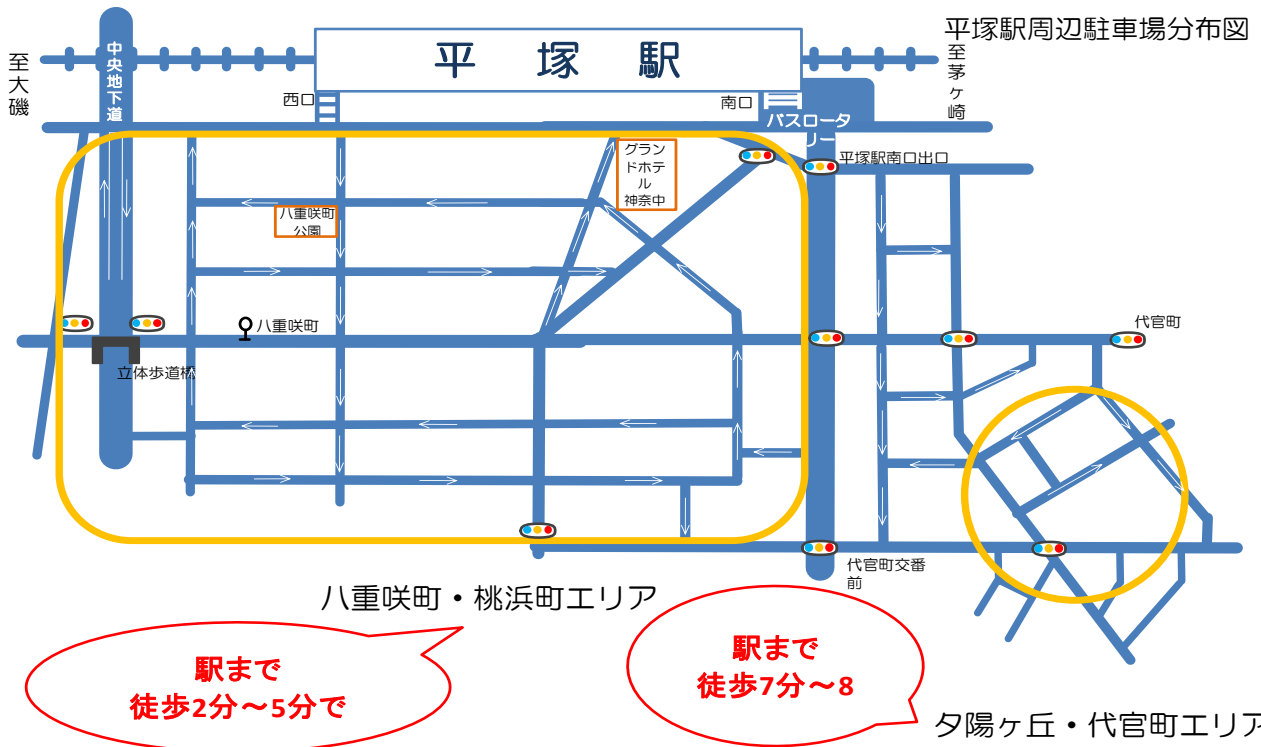 平塚駅周辺駐車場分布図
至大磯
中央地下道
平塚駅
至茅ヶ崎
西口
南口
バスロータ
リー
平塚駅南口出口
グラン
ドホテ
ル
神奈中
八重咲町
公園
八重咲町
代官町
立体歩道橋
代官町交番
前
八重咲町・桃浜町エリア
駅まで
徒歩2分～5分で
駅まで
徒歩7分～8
夕陽ヶ丘・代官町エリア